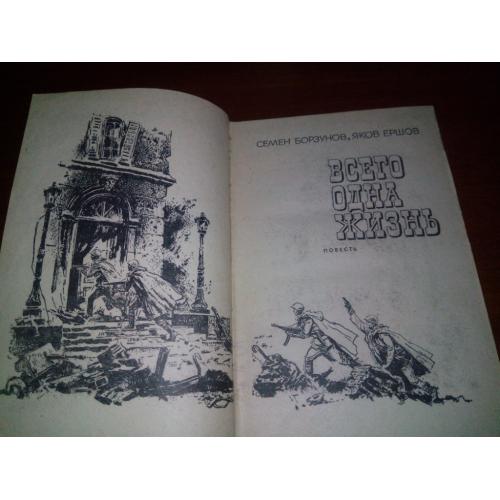 СЕМЕН БОРЗУНОВ, ЯКОВ ЕРШОВ
ВСЕГО
ОДНА
ЖИЗНЬ
ПОВЕСТЬ